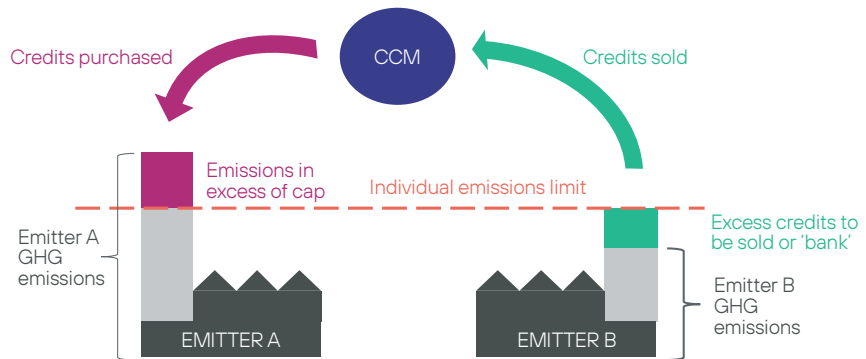 Credits purchased
CCM
Credits sold
Emissions in
excess of cap
Individual emissions limit
Emitter A
GHG
emissions
Excess credits to
be sold or ‘bank’
Emitter B
GHG
emissions
EMITTER A
EMITTER B